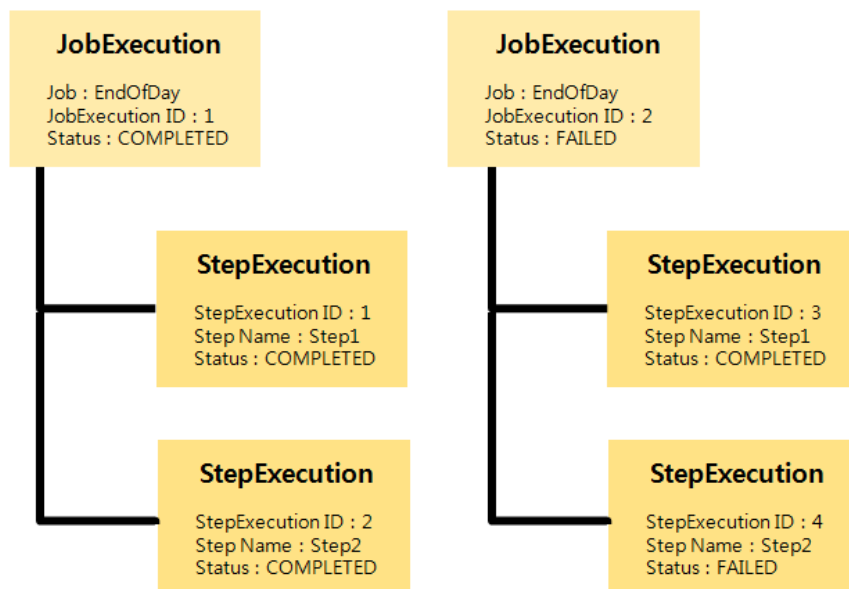 JobExecution
Job : EndOfDay
JobExecution ID : 1
Status : COMPLETED
StepExecution
StepExecution ID : 1
Step Name : Step1
Status : COMPLETED
StepExecution
StepExecution ID : 2
Step Name : Step2
Status : COMPLETED
JobExecution
Job : EndOfDay
JobExecution ID : 2
Status : FAILED
StepExecution
StepExecution ID : 3
Step Name : Step1
Status : COMPLETED
StepExecution
StepExecution ID : 4
Step Name : Step2
Status : FAILED